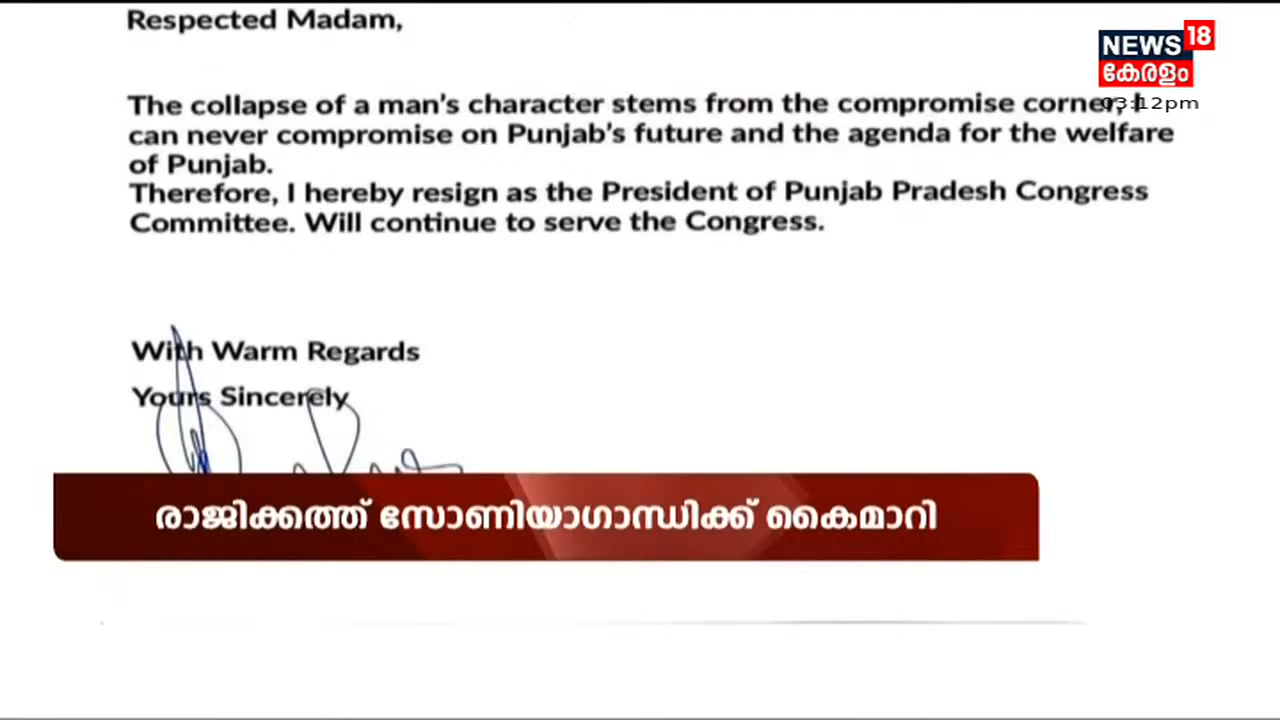 Respected Madam,
NEWS 18
കേരളം
03:12pm
The collapse of a man's character stems from the compromise corner, I
can never compromise on Punjab's future and the agenda for the welfare
of Punjab.
Therefore, I hereby resign as the President of Punjab Pradesh Congress
Committee. Will continue to serve the Congress.
With Warm Regards
Yours Sincerely
രാജിക്കത്ത് സോണിയാഗാന്ധിക്ക് കൈമാറി